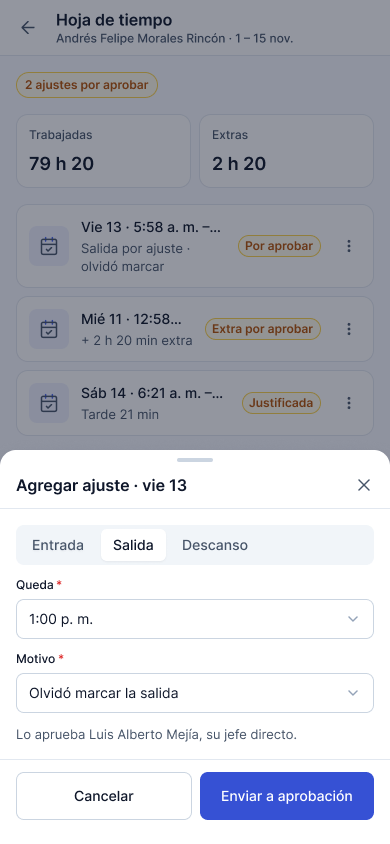 Hoja de tiempo
Andrés Felipe Morales Rincón · 1 – 15 nov.
2 ajustes por aprobar
Trabajadas
79 h 20
Extras
2 h 20
Vie 13 · 5:58 a. m. –...
Salida por ajuste ·
olvidó marcar
Por aprobar
Mié 11 · 12:58...
+ 2 h 20 min extra
Extra por aprobar
Sáb 14 · 6:21 a. m. –...
Tarde 21 min
Justificada
Agregar ajuste · vie 13
Entrada
Salida
Descanso
Queda *
1:00 p. m.
Motivo *
Olvidó marcar la salida
Lo aprueba Luis Alberto Mejía, su jefe directo.
Cancelar
Enviar a aprobación